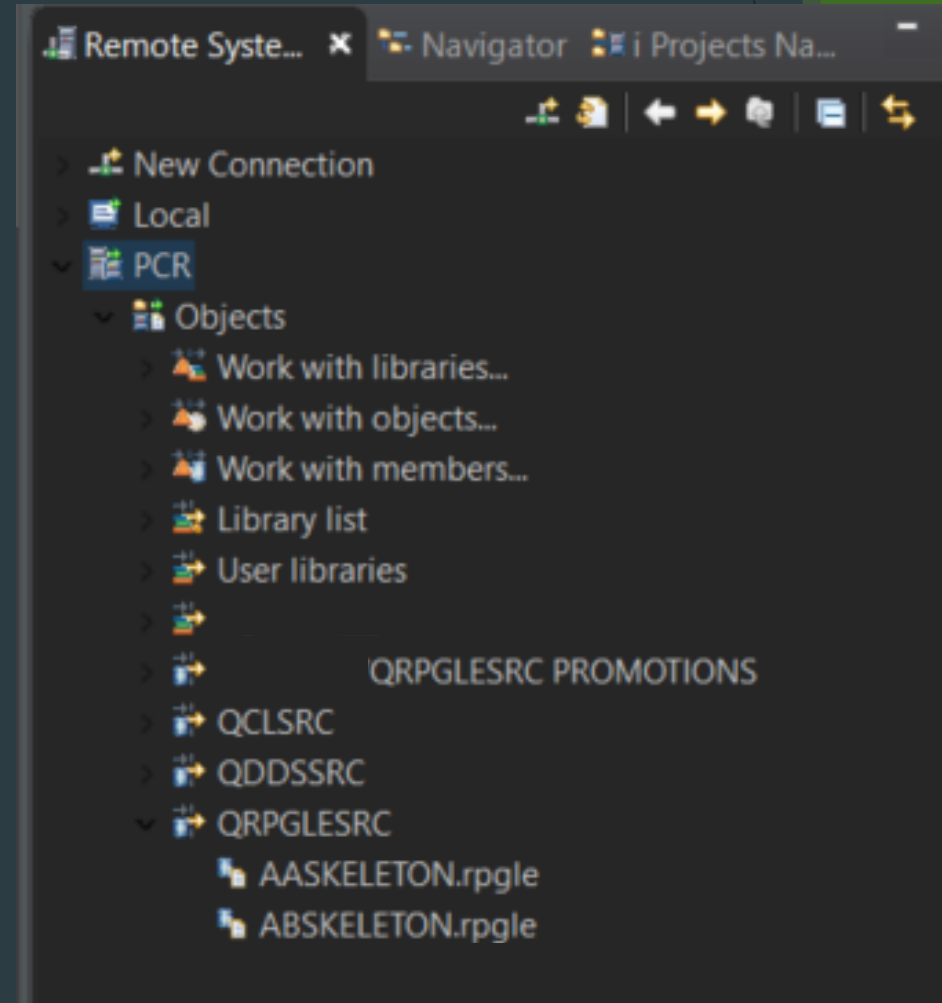 Remote Syste... Navigator i Projects Na...
New Connection
Local
PCR
Objects
Work with libraries...
Work with objects...
Work with members...
Library list
User libraries
QRPGLESRC PROMOTIONS
QCLSRC
QDDSSRC
QRPGLESRC
AASKELETON.rpgle
ABSKELETON.rpgle